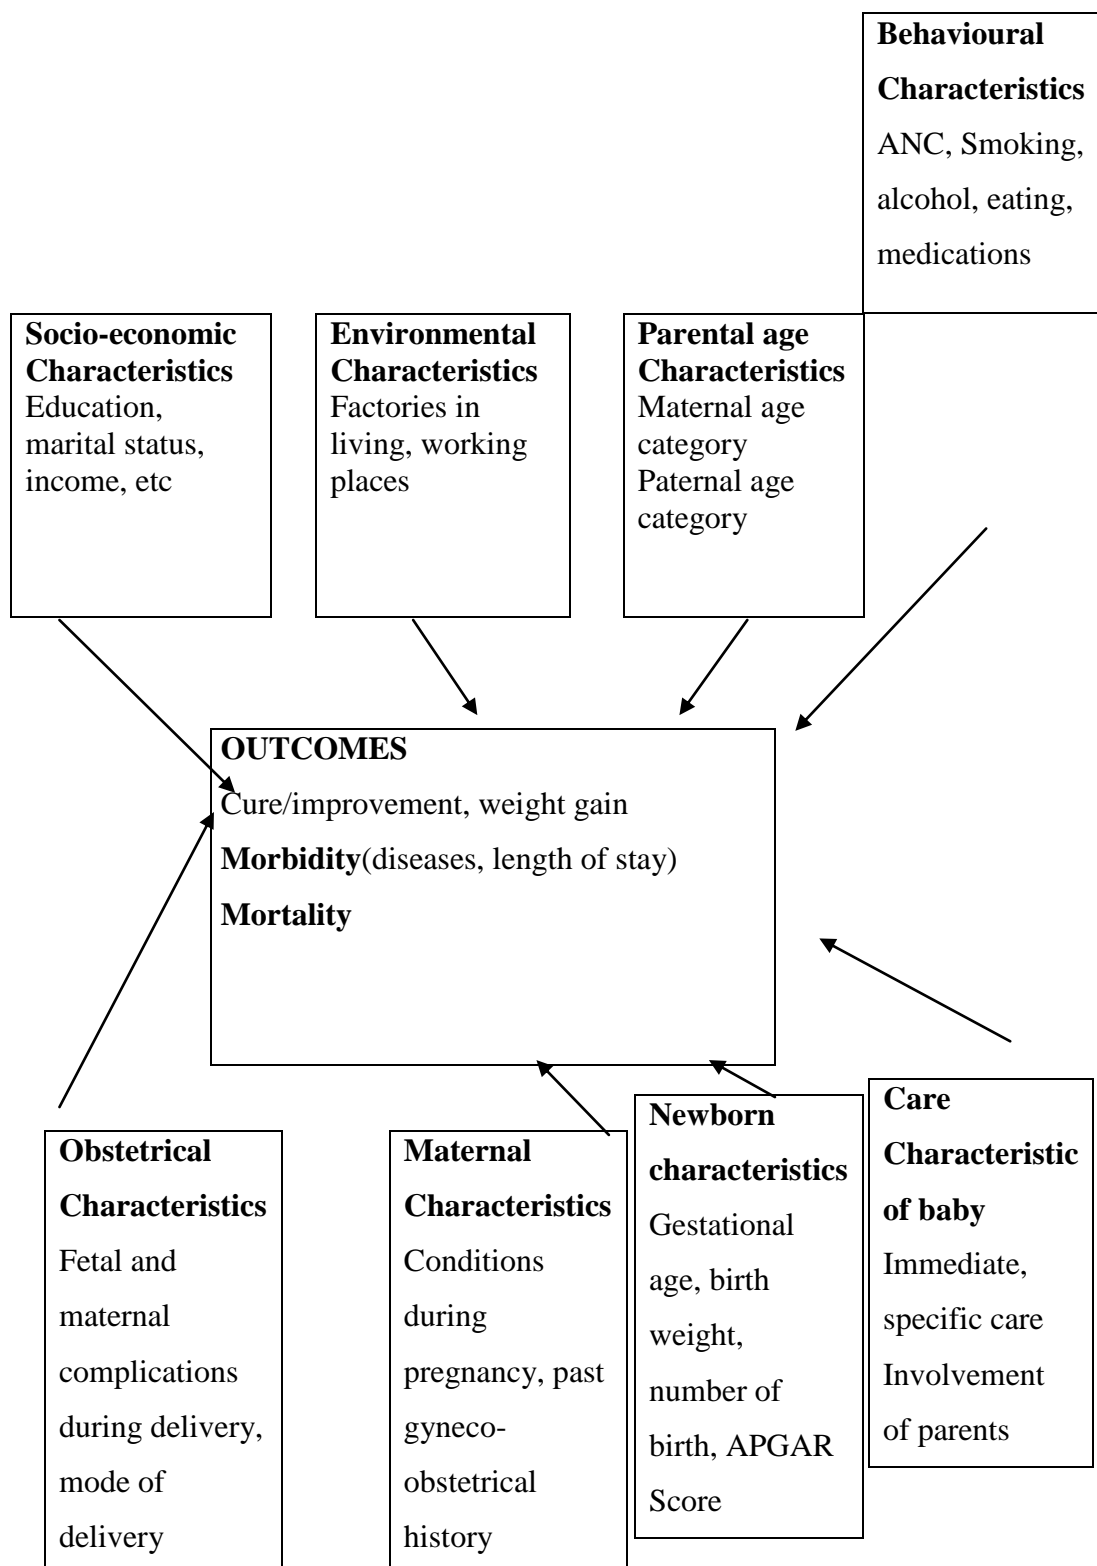 Behavioural
Characteristics
ANC, Smoking,
alcohol, eating,
medications
Socio-economic
Characteristics
Education,
marital status,
income, etc
Environmental
Characteristics
Factories in
living, working
places
Parental age
Characteristics
Maternal age
category
Paternal age
category
OUTCOMES
Cure/improvement, weight gain
Morbidity(diseases, length of stay)
Mortality
Obstetrical
Characteristics
Fetal and
maternal
complications
during delivery,
mode of
delivery
Maternal
Characteristics
Conditions
during
pregnancy, past
gyneco-
obstetrical
history
Newborn
characteristics
Gestational
age, birth
weight,
number of
birth, APGAR
Score
Care
Characteristic
of baby
Immediate,
specific care
Involvement
of parents